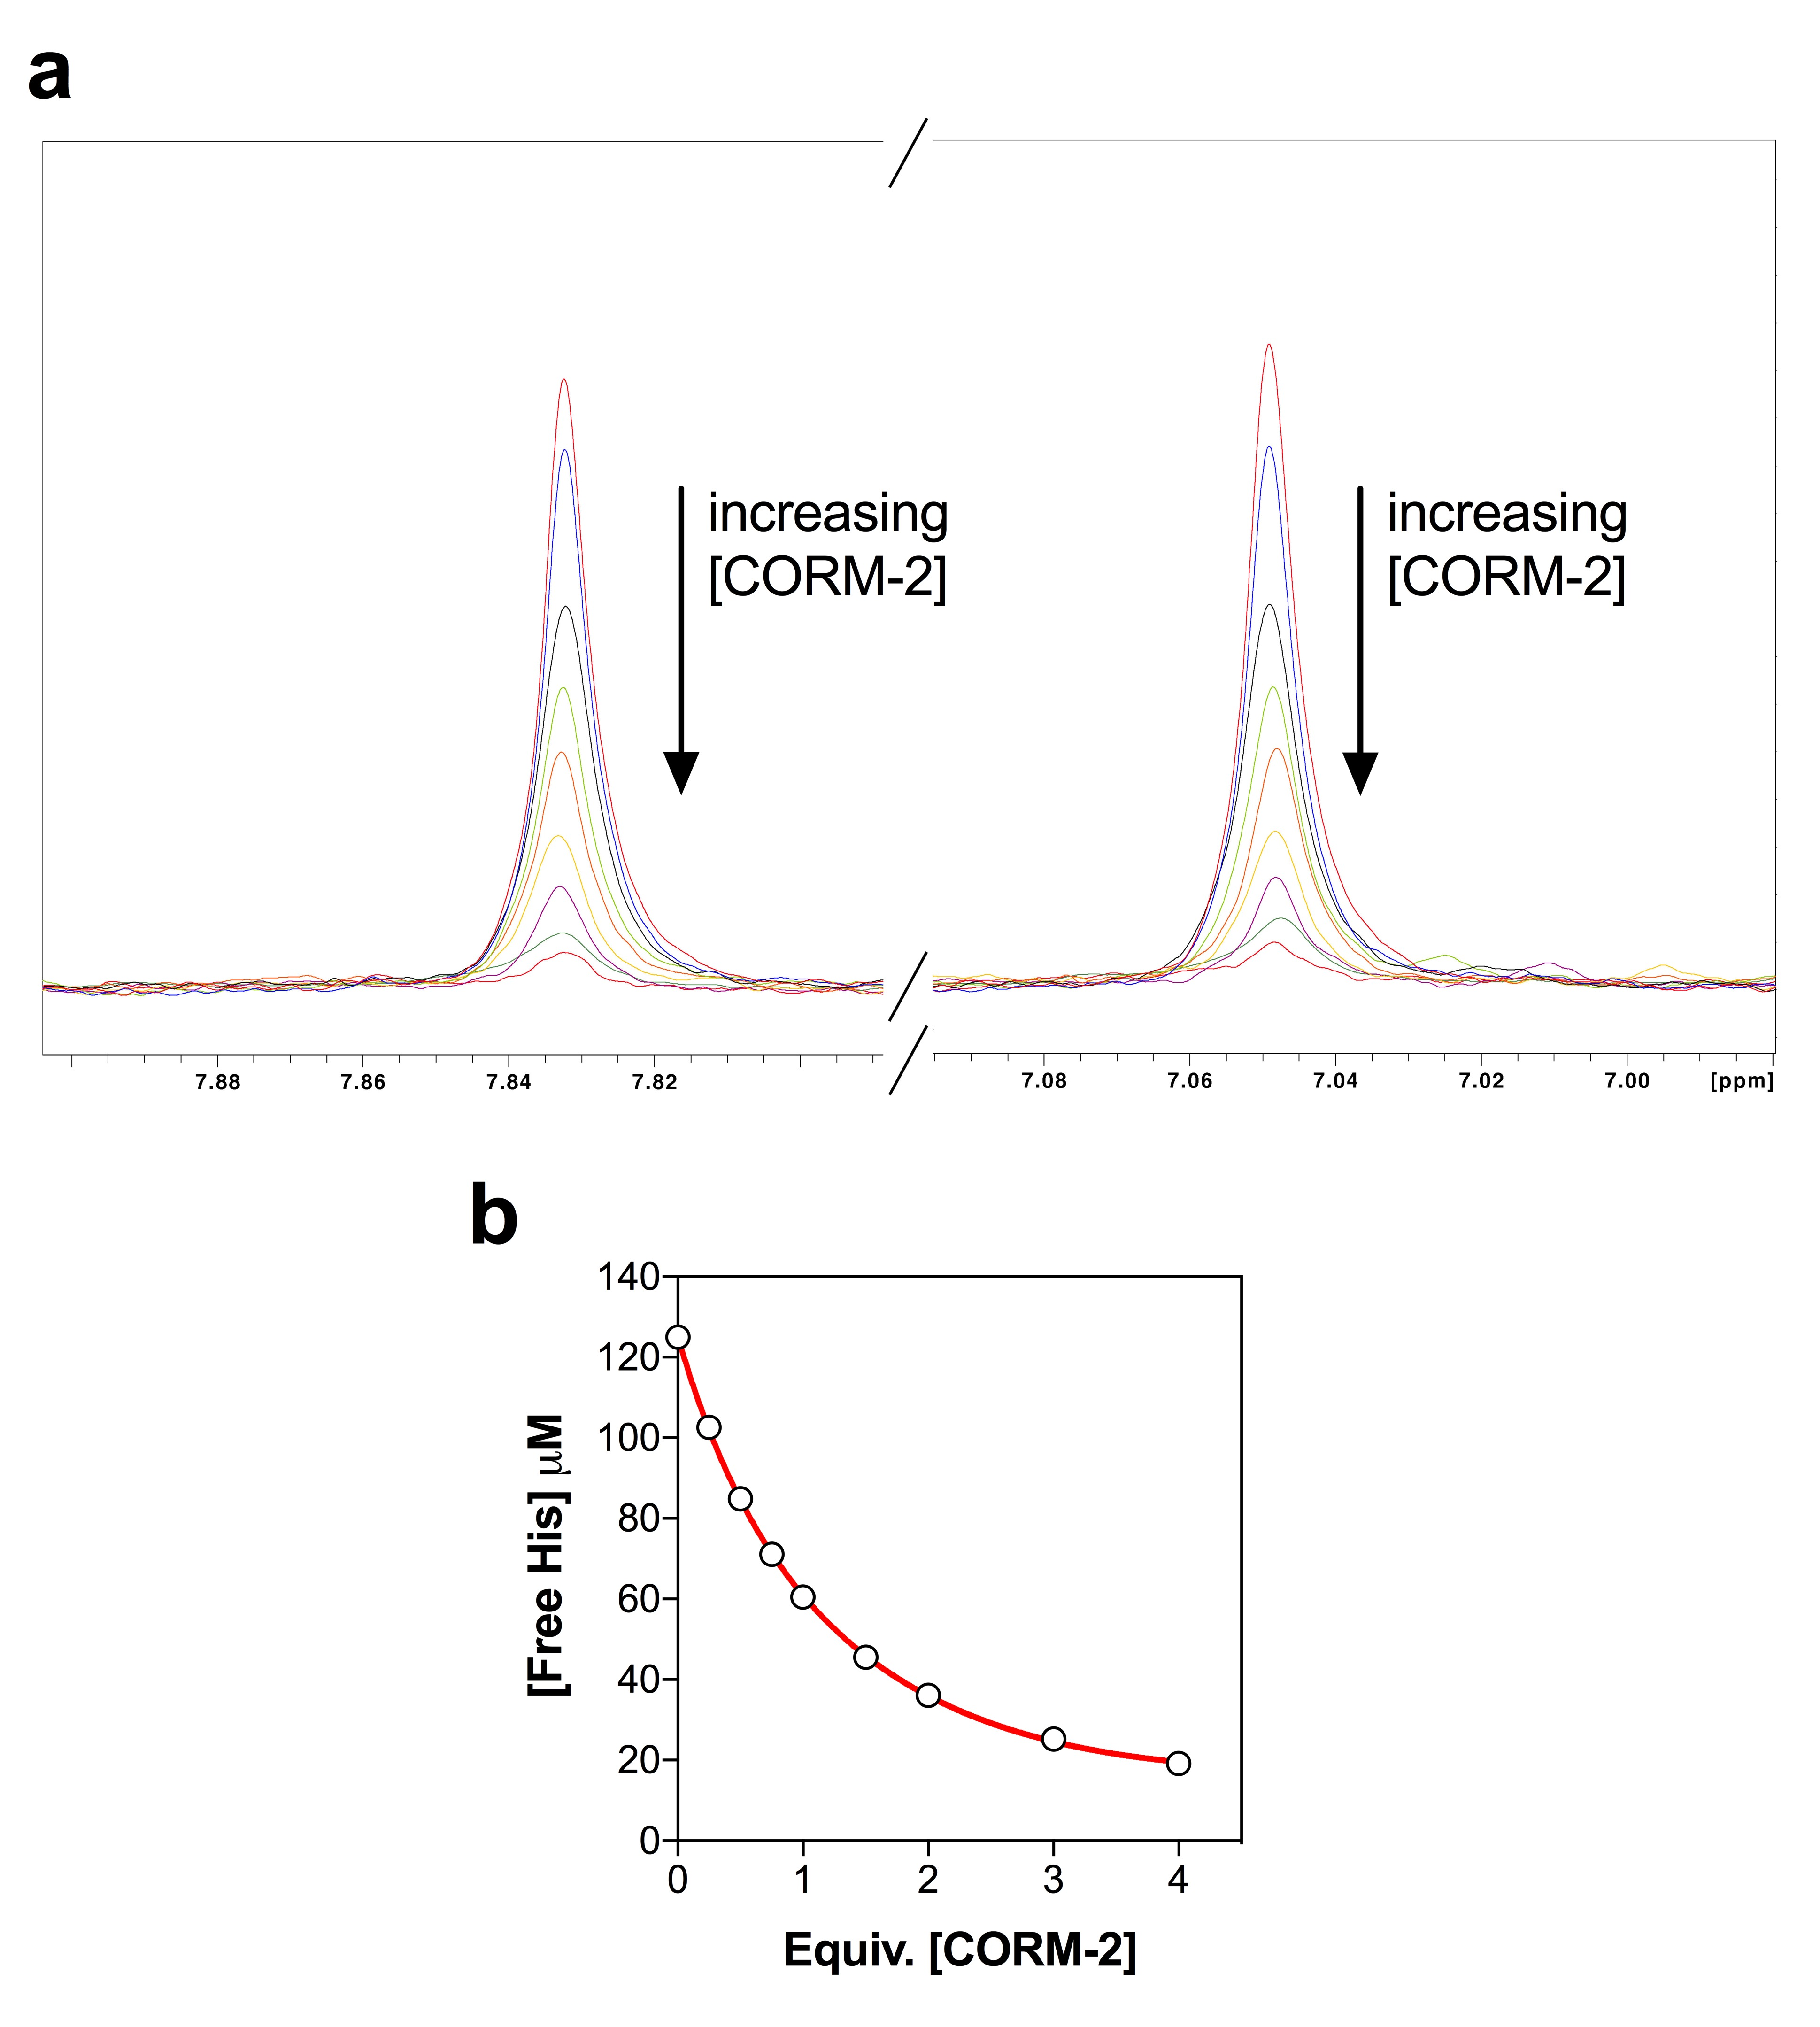 a
increasing
[CORM-2]
increasing
[CORM-2]
7.88 7.86 7.84 7.82 7.08 7.06 7.04 7.02 7.00 [ppm]
b
140
120
100
80
60
40
20
0
[Free His] μM
0 1 2 3 4
Equiv. [CORM-2]